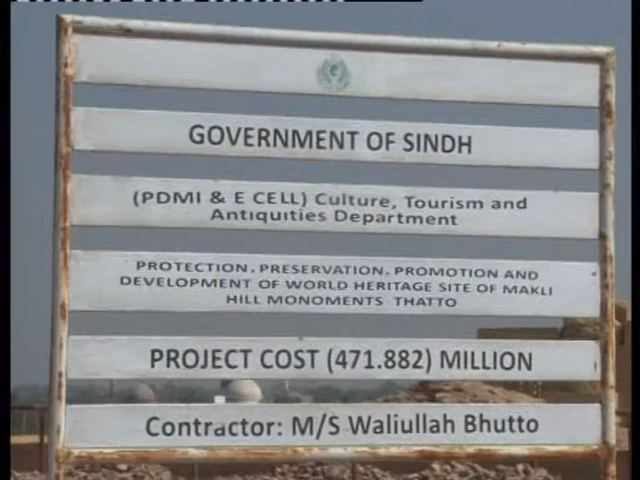 GOVERNMENT OF SINDH
(PDMI & E CELL) Culture, Tourism and
Antiquities Department
PROTECTION, PRESERVATION, PROMOTION AND
DEVELOPMENT OF WORLD HERITAGE SITE OF MAKLI
HILL MONOMENTS THATTO
PROJECT COST (471.882) MILLION
Contractor: M/S Waliullah Bhutto